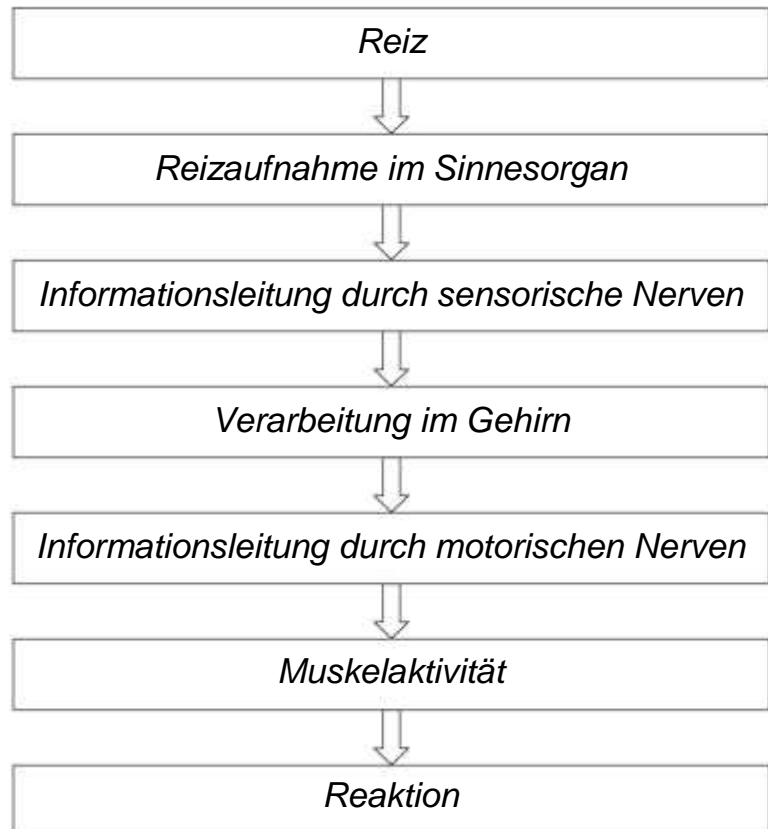 Reiz
Reizaufnahme im Sinnesorgan
Informationsleitung durch sensorische Nerven
Verarbeitung im Gehirn
Informationsleitung durch motorischen Nerven
Muskelaktivität
Reaktion